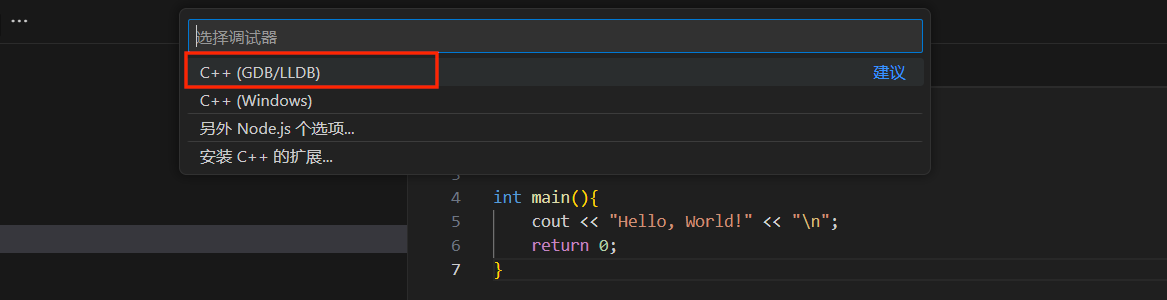 ...
选择调试器
C++ (GDB/LLDB) 建议
C++ (Windows)
另外 Node.js 个选项...
安装 C++ 的扩展...
4 int main(){
5 cout << "Hello, World!" << "\n";
6 return 0;
7 }